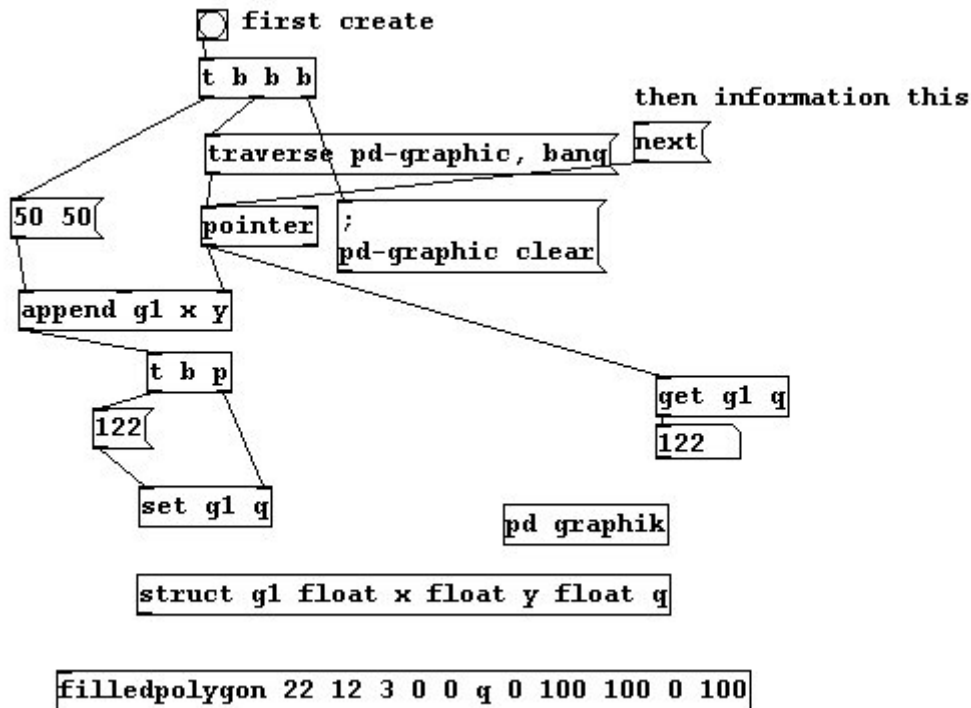 first create
t b b b
then information this
traverse pd-graphic, bang
next
50 50
pointer
;
pd-graphic clear
append g1 x y
t b p
get g1 q
122
122
set g1 q
pd graphik
struct g1 float x float y float q
filledpolygon 22 12 3 0 0 q 0 100 100 0 100